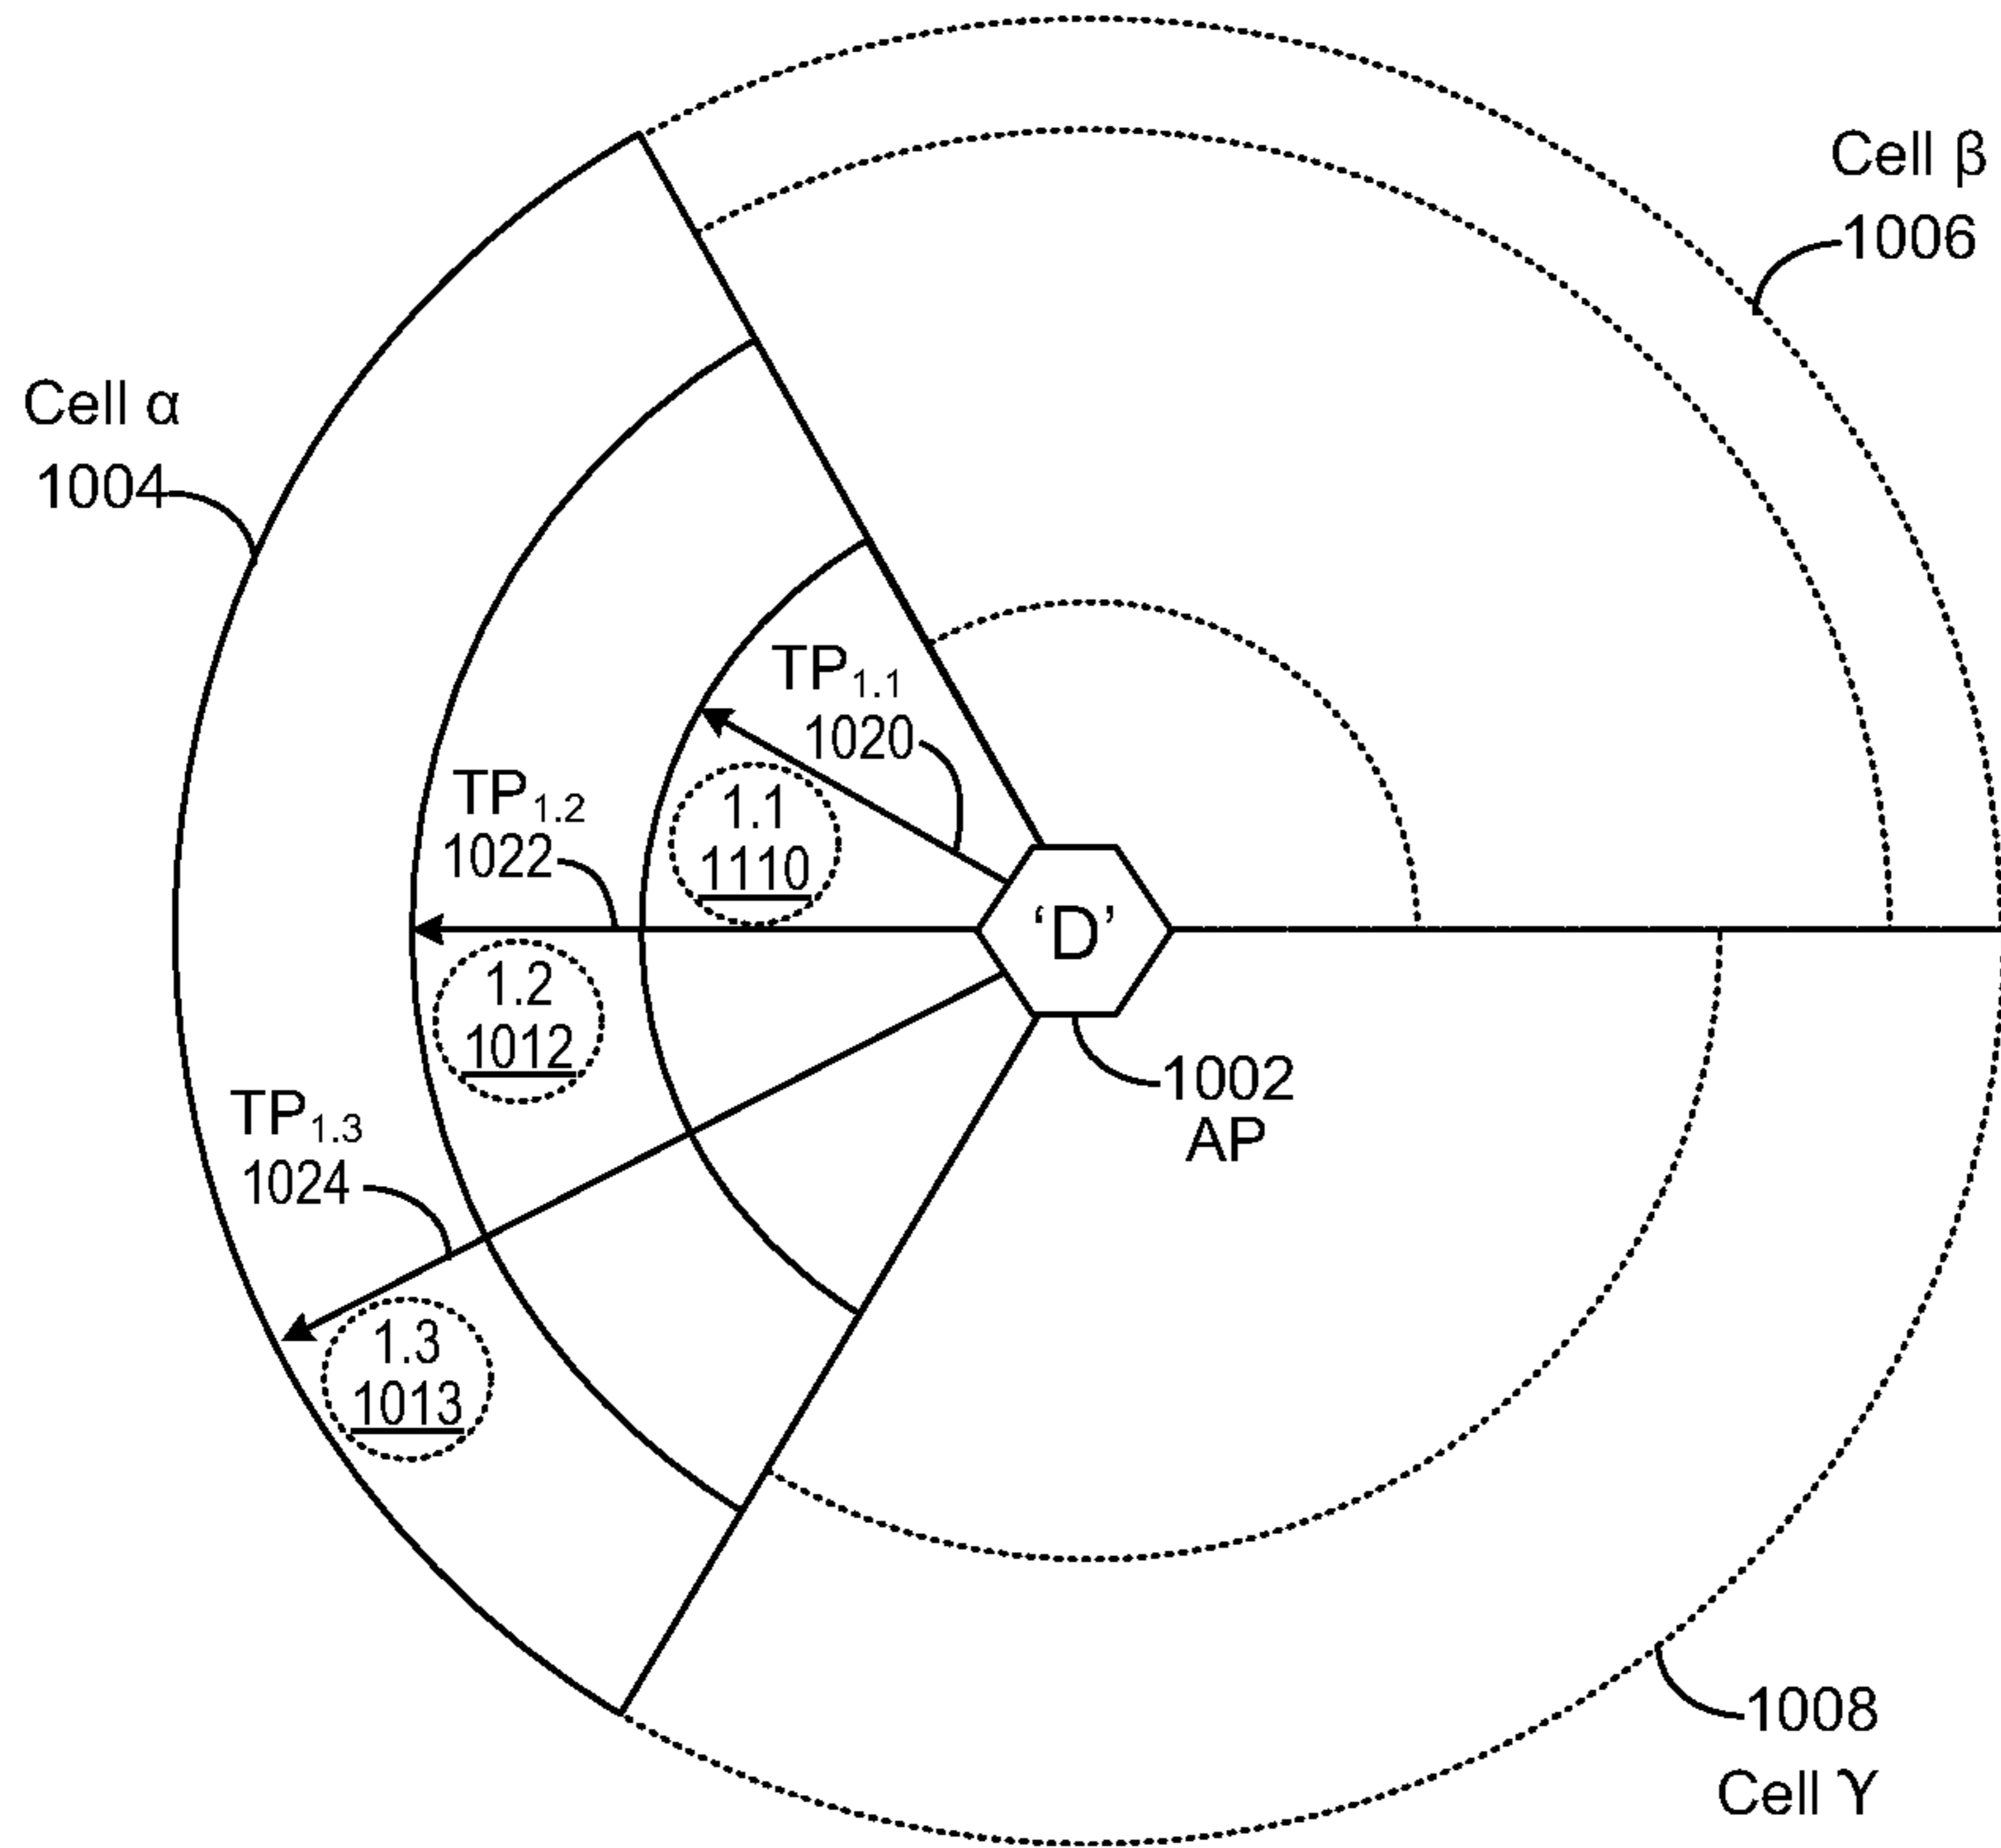 Cell β
1006
Cell α
1004
TP1.1
1020
TP1.2
1022
1.1
1110
'D'
1.2
1012
1002
AP
TP1.3
1024
1.3
1013
1008
Cell γ